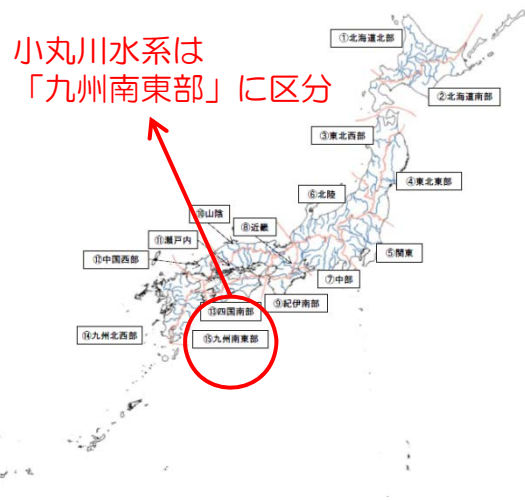 小丸川水系は
「九州南東部」に区分
①北海道北部
②北海道南部
③東北西部
④東北東部
⑥北陸
⑩山陰
⑧近畿
⑪瀬戸内
⑤関東
⑫中国西部
⑦中部
⑨紀伊南部
⑬四国南部
⑭九州北西部
⑮九州南東部